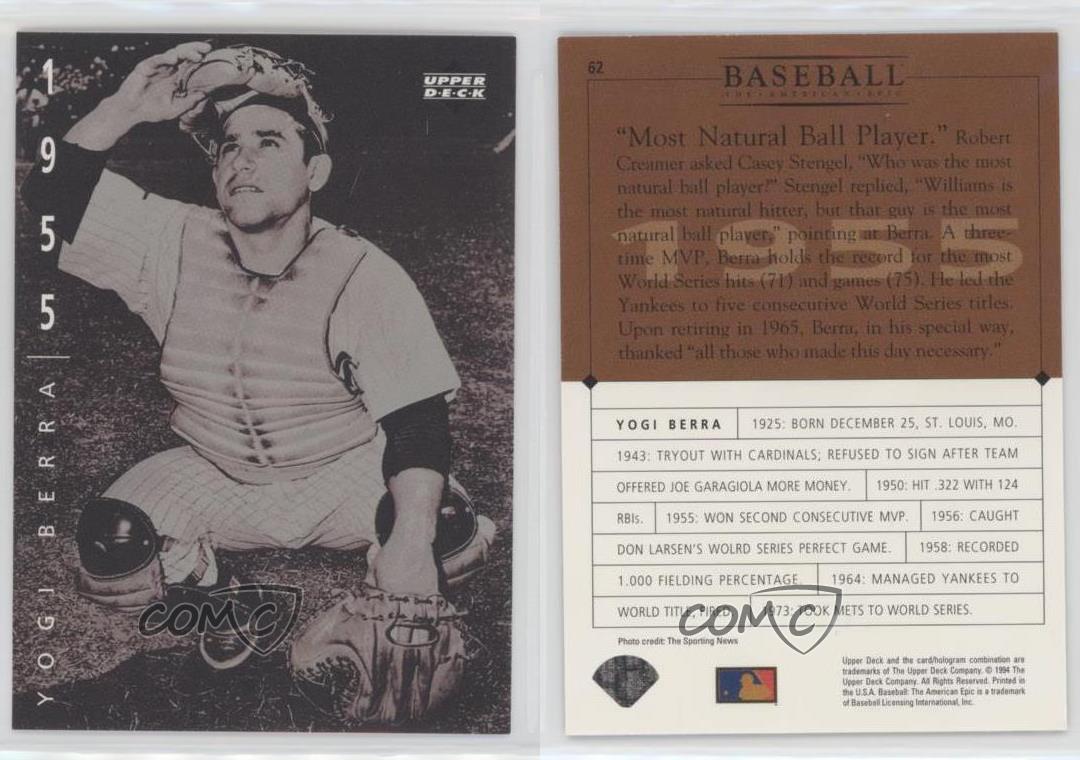 1955
YOGI BERRA
UPPER
D·E·C·K
COMC
62
BASEBALL
THE · AMERICAN · EPIC
1955
“Most Natural Ball Player.” Robert
Creamer asked Casey Stengel, “Who was the most
natural ball player?” Stengel replied, “Williams is
the most natural hitter, but that guy is the most
natural ball player,” pointing at Berra. A three-
time MVP, Berra holds the record for the most
World Series hits (71) and games (75). He led the
Yankees to five consecutive World Series titles.
Upon retiring in 1965, Berra, in his special way,
thanked “all those who made this day necessary.”
YOGI BERRA 1925: BORN DECEMBER 25, ST. LOUIS, MO.
1943: TRYOUT WITH CARDINALS; REFUSED TO SIGN AFTER TEAM
OFFERED JOE GARAGIOLA MORE MONEY. 1950: HIT .322 WITH 124
RBIs. 1955: WON SECOND CONSECUTIVE MVP. 1956: CAUGHT
DON LARSEN'S WOLRD SERIES PERFECT GAME. 1958: RECORDED
1.000 FIELDING PERCENTAGE. 1964: MANAGED YANKEES TO
WORLD TITLE, FIRED. 1973: TOOK METS TO WORLD SERIES.
COMC
Photo credit: The Sporting News
Upper Deck and the card/hologram combination are
trademarks of The Upper Deck Company. © 1994 The
Upper Deck Company. All Rights Reserved. Printed in
the U.S.A. Baseball: The American Epic is a trademark
of Baseball Licensing International, Inc.